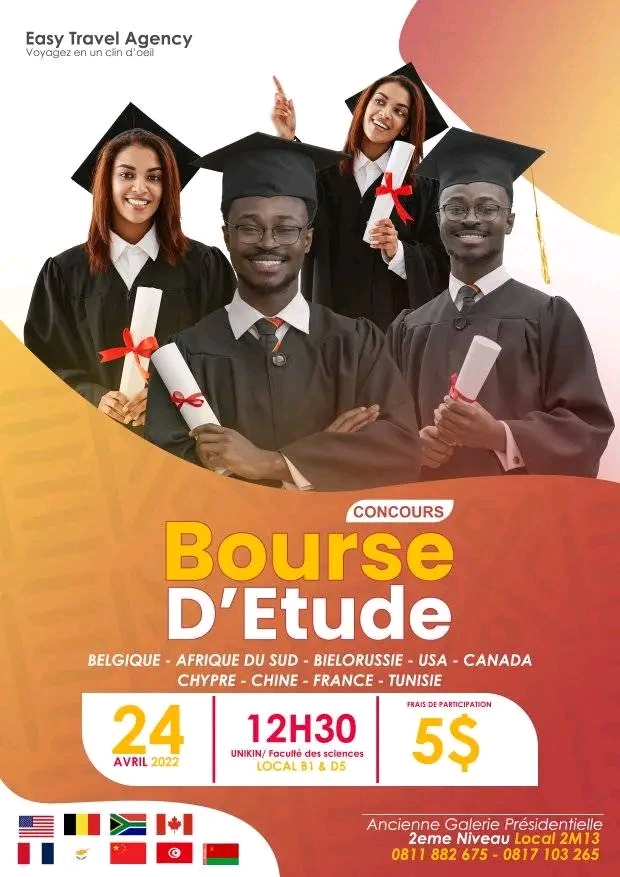 Easy Travel Agency
Voyagez en un clin d'oeil
CONCOURS
Bourse
D'Etude
BELGIQUE - AFRIQUE DU SUD - BIELORUSSIE - USA - CANADA
CHYPRE - CHINE - FRANCE - TUNISIE
24
AVRIL 2022
12H30
UNIKIN/ Faculté des sciences
LOCAL B1 & D5
FRAIS DE PARTICIPATION
5$
Ancienne Galerie Présidentielle
2eme Niveau Local 2M13
0811 882 675 - 0817 103 265